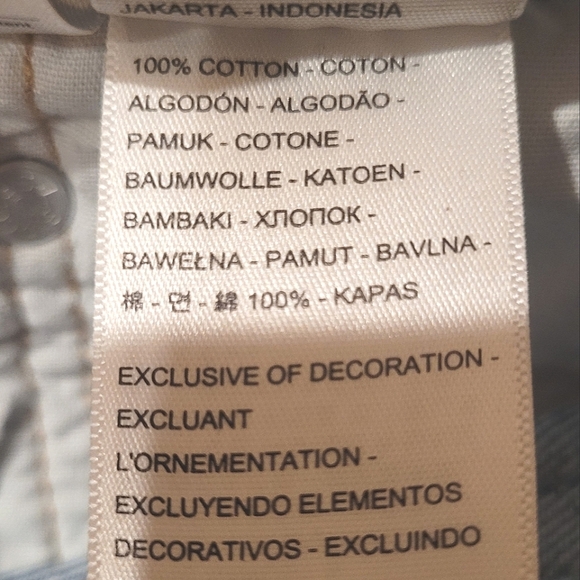 JAKARTA - INDONESIA
100% COTTON - COTON -
ALGODÓN - ALGODÃO -
PAMUK - COTONE -
BAUMWOLLE - KATOEN -
BAMBAKI - ХЛОПОК -
BAWEŁNA - PAMUT - BAVLNA -
棉 - 면 - 綿 100% - KAPAS
EXCLUSIVE OF DECORATION -
EXCLUANT
L'ORNEMENTATION -
EXCLUYENDO ELEMENTOS
DECORATIVOS - EXCLUINDO